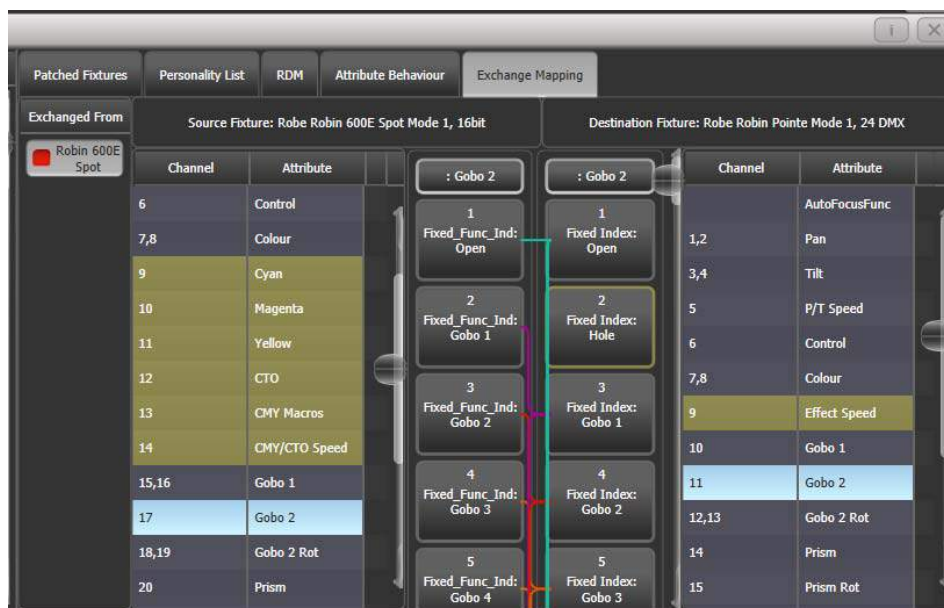 i
Patched Fixtures
Personality List
RDM
Attribute Behaviour
Exchange Mapping
Exchanged From
Source Fixture: Robe Robin 600E Spot Mode 1, 16bit
Destination Fixture: Robe Robin Pointe Mode 1, 24 DMX
Robin 600E
Spot
Channel Attribute
6 Control
7,8 Colour
9 Cyan
10 Magenta
11 Yellow
12 CTO
13 CMY Macros
14 CMY/CTO Speed
15,16 Gobo 1
17 Gobo 2
18,19 Gobo 2 Rot
20 Prism
: Gobo 2
1
Fixed_Func_Ind:
Open
2
Fixed_Func_Ind:
Gobo 1
3
Fixed_Func_Ind:
Gobo 2
4
Fixed_Func_Ind:
Gobo 3
5
Fixed_Func_Ind:
Gobo 4
: Gobo 2
1
Fixed Index:
Open
2
Fixed Index:
Hole
3
Fixed Index:
Gobo 1
4
Fixed Index:
Gobo 2
5
Fixed Index:
Gobo 3
Channel Attribute
AutoFocusFunc
1,2 Pan
3,4 Tilt
5 P/T Speed
6 Control
7,8 Colour
9 Effect Speed
10 Gobo 1
11 Gobo 2
12,13 Gobo 2 Rot
14 Prism
15 Prism Rot